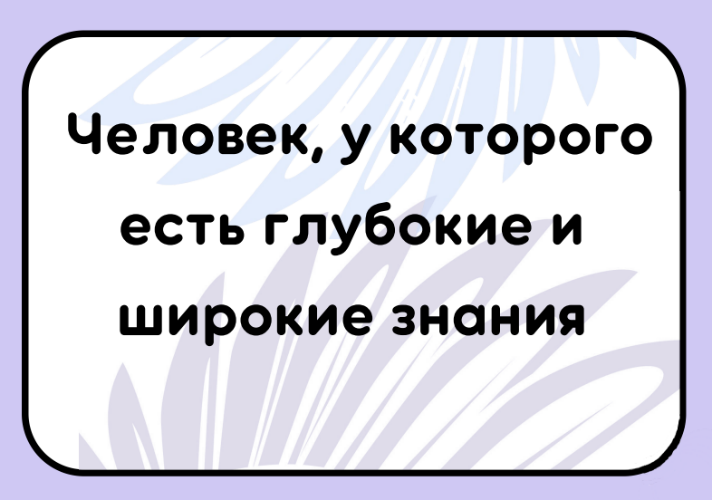 Человек, у которого
есть глубокие и
широкие знания